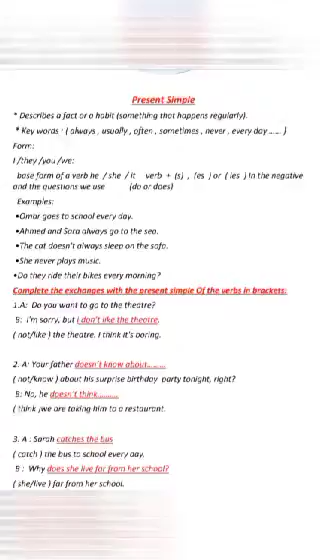 Present Simple
* Describes a fact or a habit (something that happens regularly).
* Key words : ( always , usually , often , sometimes , never , every day ...... )
Form:
I /they /you /we:
base form of a verb he / she / it verb + (s) , (es ) or ( ies ) In the negative
and the questions we use (do or does)
Examples:
•Omar goes to school every day.
•Ahmed and Sara always go to the sea.
•The cat doesn't always sleep on the sofa.
•She never plays music.
•Do they ride their bikes every morning?
Complete the exchanges with the present simple Of the verbs in brackets:
1.A: Do you want to go to the theatre?
B: I'm sorry, but I don't like the theatre.
( not/like ) the theatre. I think it's boring.
2. A: Your father doesn't know about.........
( not/know ) about his surprise birthday party tonight, right?
B: No, he doesn't think..........
( think )we are taking him to a restaurant.
3. A : Sarah catches the bus
( catch ) the bus to school every day.
B : Why does she live far from her school?
( she/live ) far from her school.